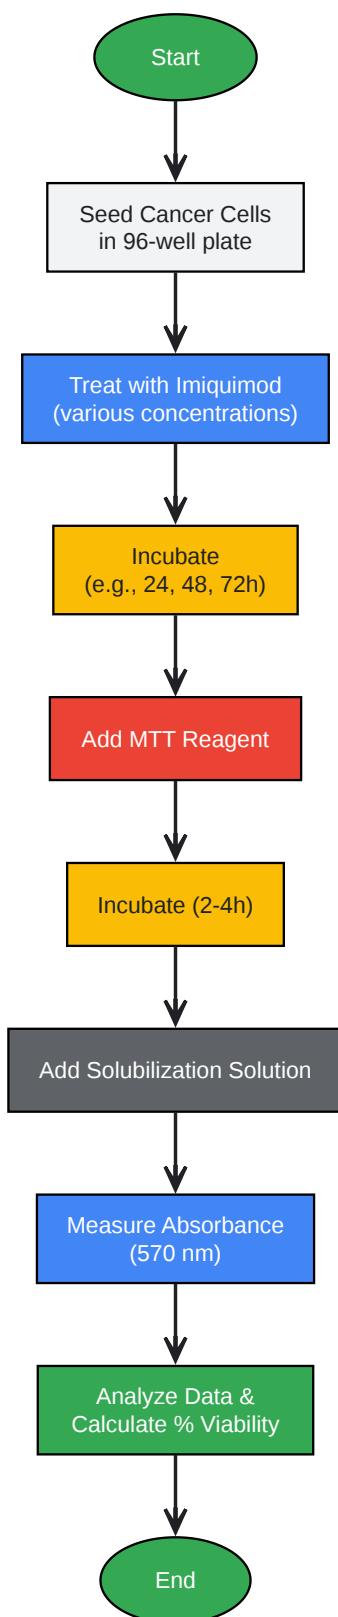 Start
Seed Cancer Cells
in 96-well plate
Treat with Imiquimod
(various concentrations)
Incubate
(e.g., 24, 48, 72h)
Add MTT Reagent
Incubate (2-4h)
Add Solubilization Solution
Measure Absorbance
(570 nm)
Analyze Data &
Calculate % Viability
End